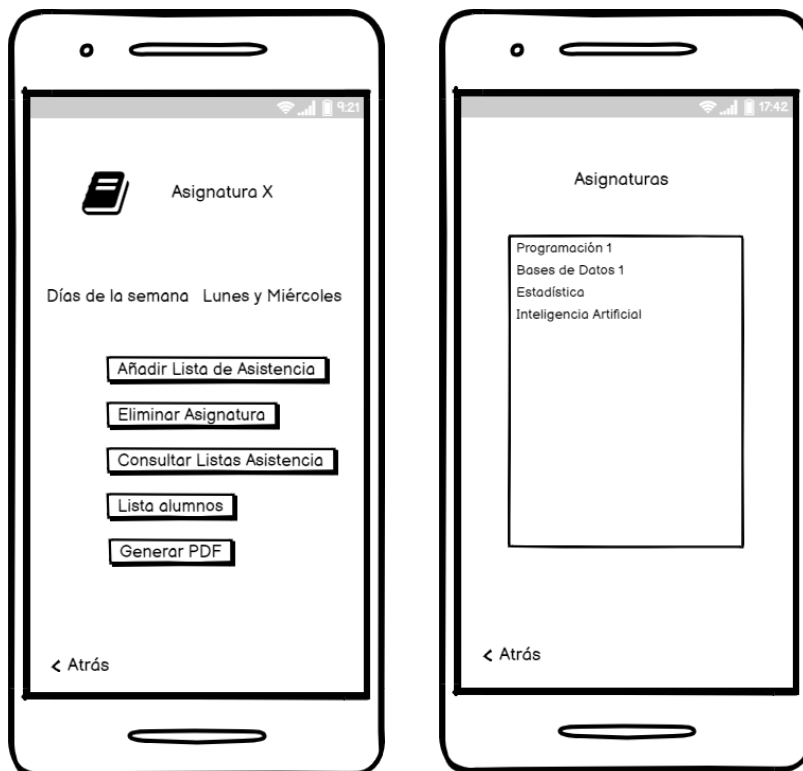 9:21
Asignatura X
Días de la semana Lunes y Miércoles
Añadir Lista de Asistencia
Eliminar Asignatura
Consultar Listas Asistencia
Lista alumnos
Generar PDF
< Atrás
17:42
Asignaturas
Programación 1
Bases de Datos 1
Estadística
Inteligencia Artificial
< Atrás